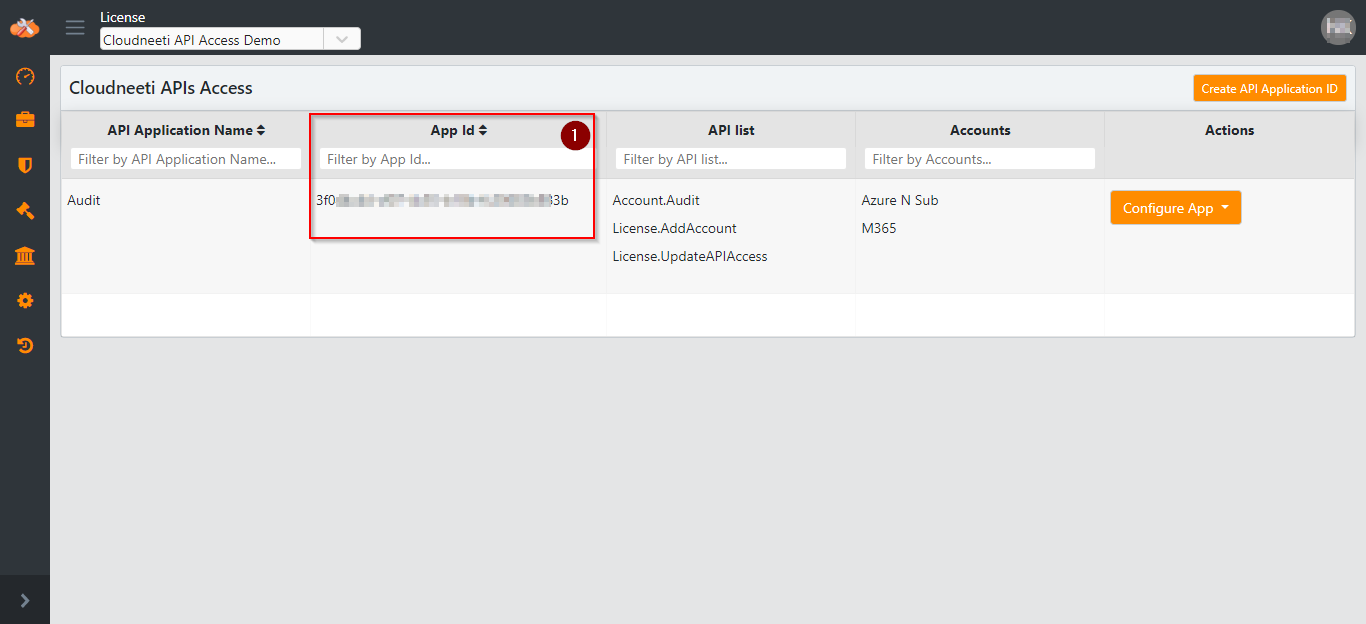 License
Cloudneeti API Access Demo
Cloudneeti APIs Access
Create API Application ID
API Application Name
App Id
1
API list
Accounts
Actions
Filter by API Application Name...
Filter by App Id...
Filter by API list...
Filter by Accounts...
Audit
3f0
33b
Account.Audit
License.AddAccount
License.UpdateAPIAccess
Azure N Sub
M365
Configure App